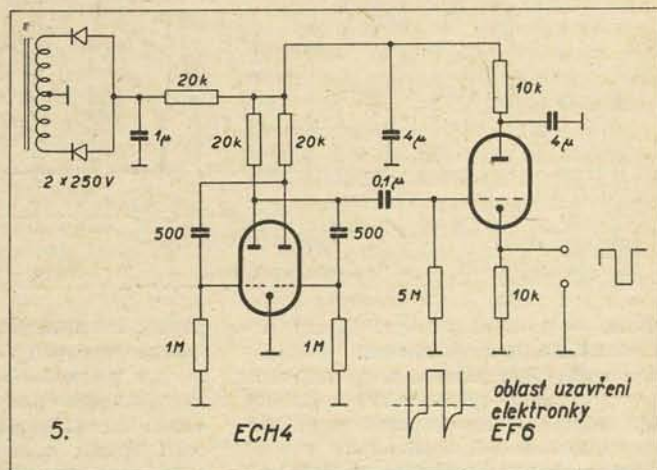 20k
10k
1µ
20k
20k
4µ
4µ
2 x 250V
0,1µ
500
500
5M
10k
1M
1M
5.
ECH4
oblast uzavření
elektronky
EF6